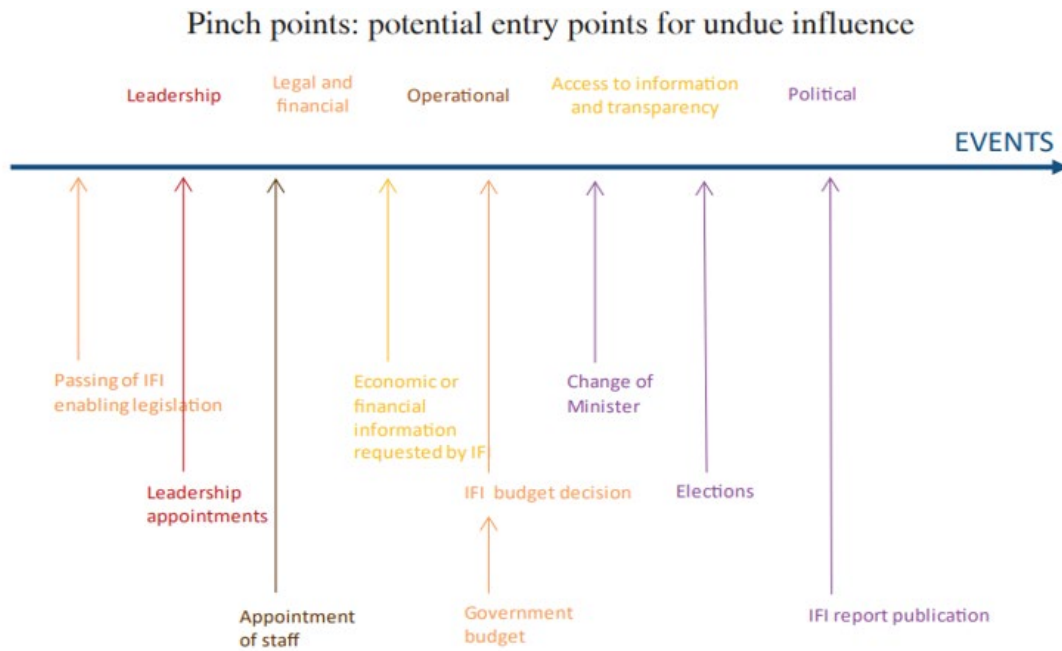 Pinch points: potential entry points for undue influence
Leadership
Legal and
financial
Operational
Access to information
and transparency
Political
EVENTS
Passing of IFI
enabling legislation
Leadership
appointments
Appointment
of staff
Economic or
financial
information
requested by IFI
IFI budget decision
Government
budget
Change of
Minister
Elections
IFI report publication